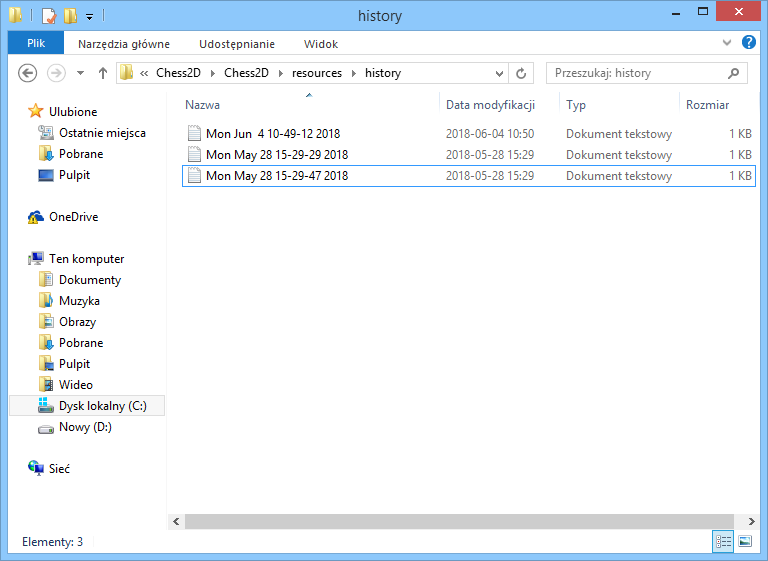 history
Plik Narzędzia główne Udostępnianie Widok
« Chess2D Chess2D resources history
Przeszukaj: history
Ulubione
Ostatnie miejsca
Pobrane
Pulpit
OneDrive
Ten komputer
Dokumenty
Muzyka
Obrazy
Pobrane
Pulpit
Wideo
Dysk lokalny (C:)
Nowy (D:)
Sieć
Nazwa Data modyfikacji Typ Rozmiar
Mon Jun  4 10-49-12 2018 2018-06-04 10:50 Dokument tekstowy 1 KB
Mon May 28 15-29-29 2018 2018-05-28 15:29 Dokument tekstowy 1 KB
Mon May 28 15-29-47 2018 2018-05-28 15:29 Dokument tekstowy 1 KB
Elementy: 3